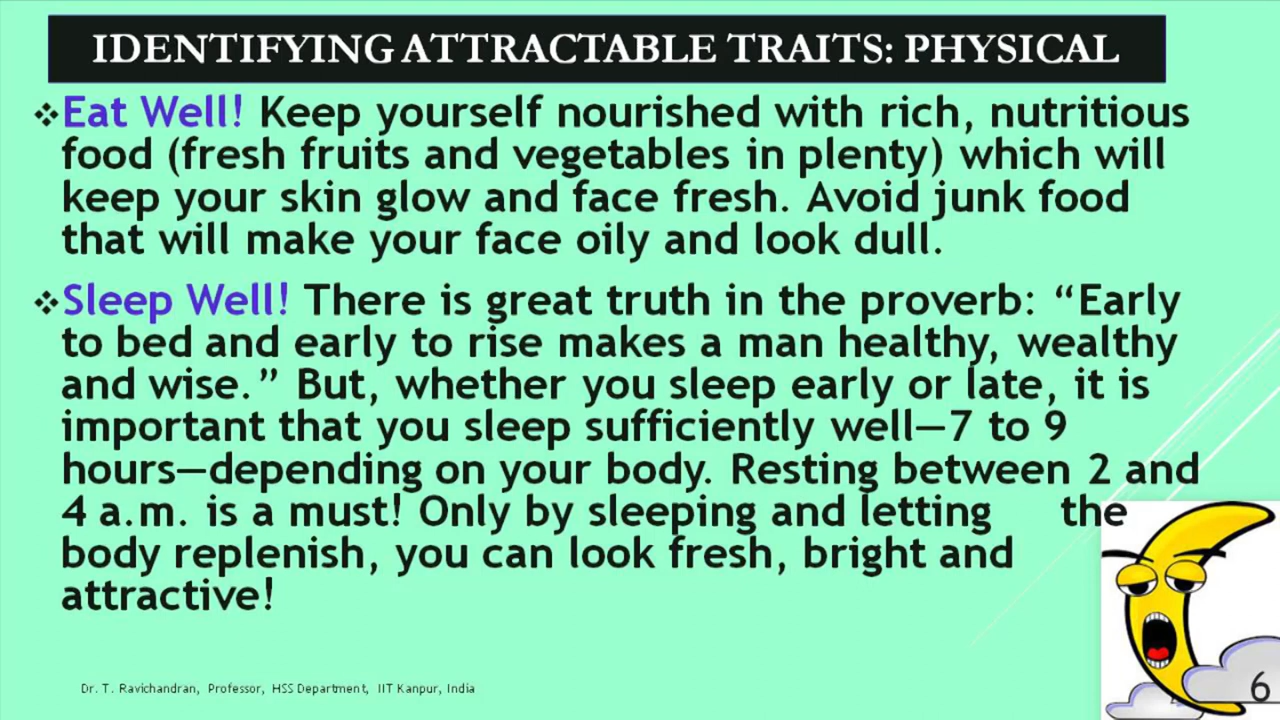 IDENTIFYING ATTRACTABLE TRAITS: PHYSICAL
❖Eat Well! Keep yourself nourished with rich, nutritious
food (fresh fruits and vegetables in plenty) which will
keep your skin glow and face fresh. Avoid junk food
that will make your face oily and look dull.
❖Sleep Well! There is great truth in the proverb: “Early
to bed and early to rise makes a man healthy, wealthy
and wise.” But, whether you sleep early or late, it is
important that you sleep sufficiently well—7 to 9
hours—depending on your body. Resting between 2 and
4 a.m. is a must! Only by sleeping and letting the
body replenish, you can look fresh, bright and
attractive!
Dr. T. Ravichandran, Professor, HSS Department, IIT Kanpur, India
6